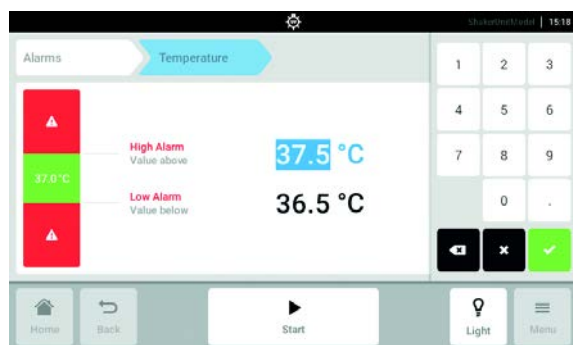 15:18
Alarms
Temperature
1 2 3
4 5 6
7 8 9
0 .
High Alarm
Value above
37.5 °C
37.0 °C
Low Alarm
Value below
36.5 °C
Home
Back
Start
Light
Menu